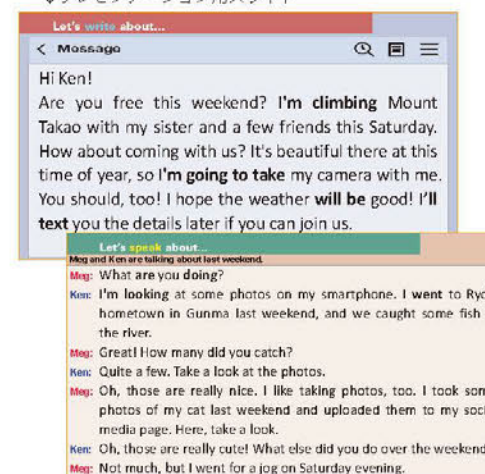 Let's write about...
< Message
Hi Ken!
Are you free this weekend? I'm climbing Mount
Takao with my sister and a few friends this Saturday.
How about coming with us? It's beautiful there at this
time of year, so I'm going to take my camera with me.
You should, too! I hope the weather will be good! I'll
text you the details later if you can join us.
Let's speak about...
Meg and Ken are talking about last weekend.
Meg: What are you doing?
Ken: I'm looking at some photos on my smartphone. I went to
hometown in Gunma last weekend, and we caught some fish
the river.
Meg: Great! How many did you catch?
Ken: Quite a few. Take a look at the photos.
Meg: Oh, those are really nice. I like taking photos, too. I took
photos of my cat last weekend and uploaded them to my
media page. Here, take a look.
Ken: Oh, those are really cute! What else did you do over the weekend
Meg: Not much, but I went for a jog on Saturday evening.